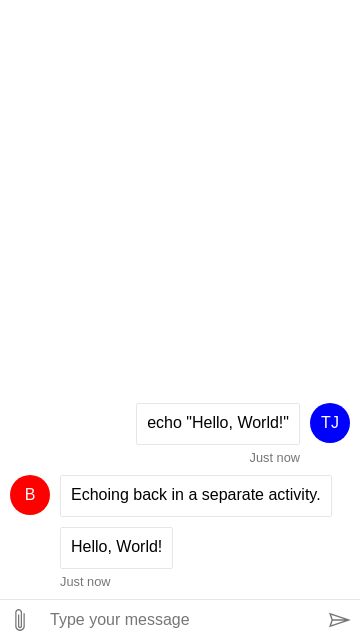 echo "Hello, World!"
TJ
Just now
B
Echoing back in a separate activity.
Hello, World!
Just now
Type your message